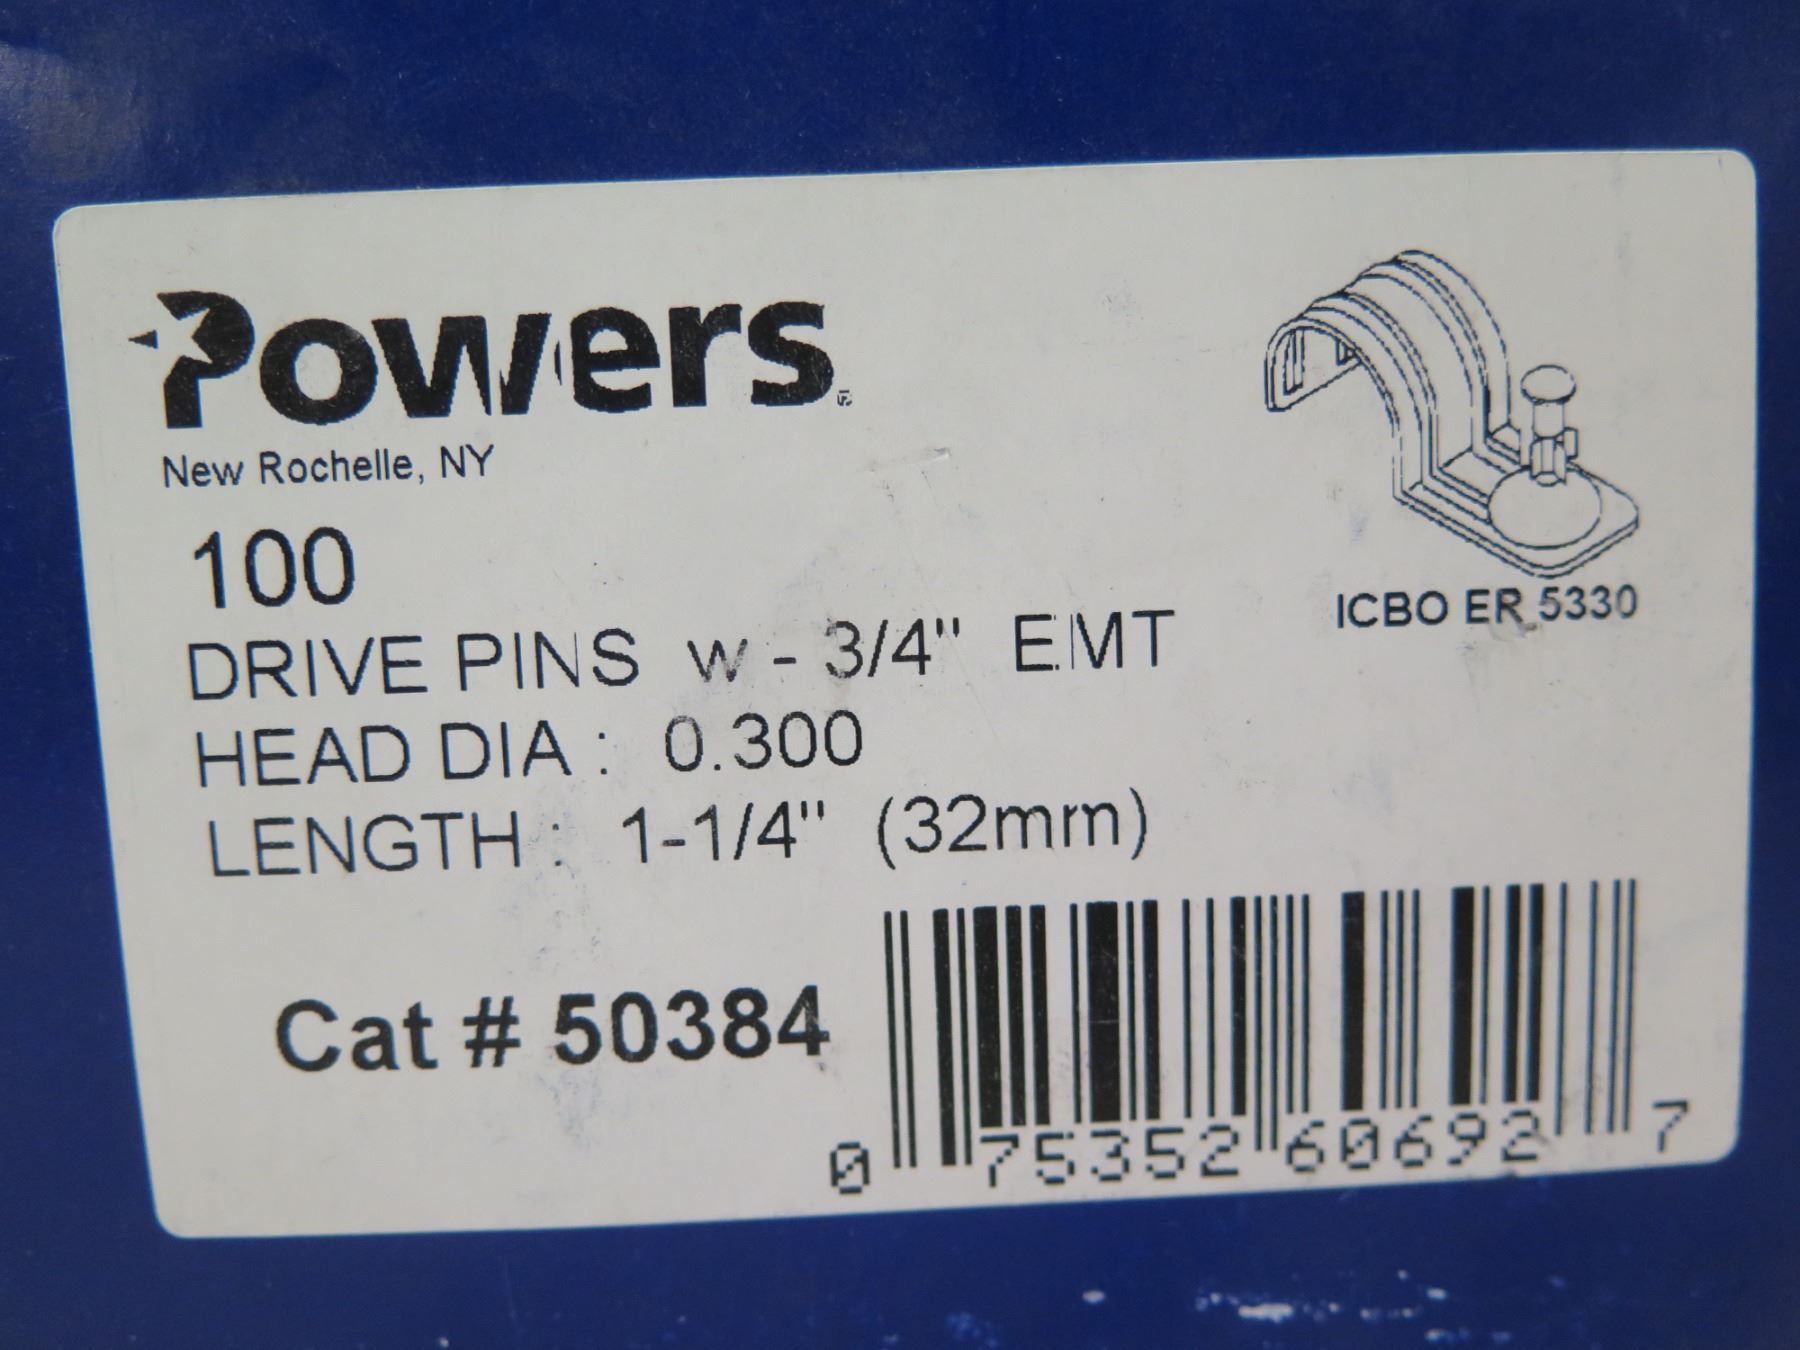 Powers®
New Rochelle, NY
100
DRIVE PINS w - 3/4" EMT
HEAD DIA : 0.300
LENGTH : 1-1/4" (32mm)
ICBO ER 5330
Cat # 50384
0 75352 60692 7